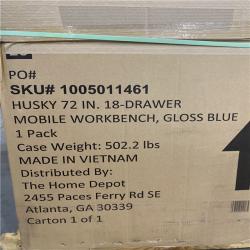 PO#
SKU# 1005011461
HUSKY 72 IN. 18-DRAWER
MOBILE WORKBENCH, GLOSS BLUE
1 Pack
Case Weight: 502.2 lbs
MADE IN VIETNAM
Distributed By:
The Home Depot
2455 Paces Ferry Rd SE
Atlanta, GA 30339
Carton 1 of 1